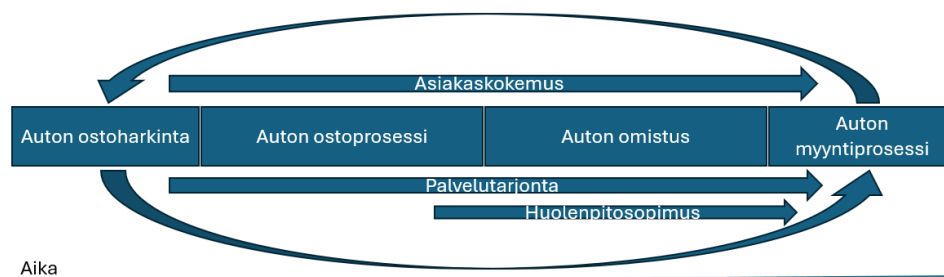 Asiakaskokemus
Auton ostoharkinta
Auton ostoprosessi
Auton omistus
Auton
myyntiprosessi
Palvelutarjonta
Huolenpitosopimus
Aika